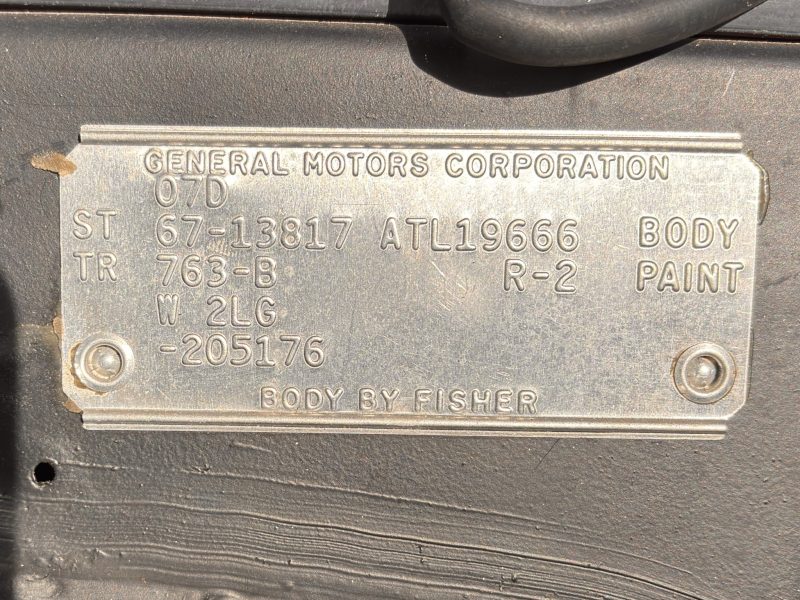 GENERAL MOTORS CORPORATION
07D
ST 67-13817 ATL19666 BODY
TR 763-B R-2 PAINT
W 2LG
-205176
BODY BY FISHER